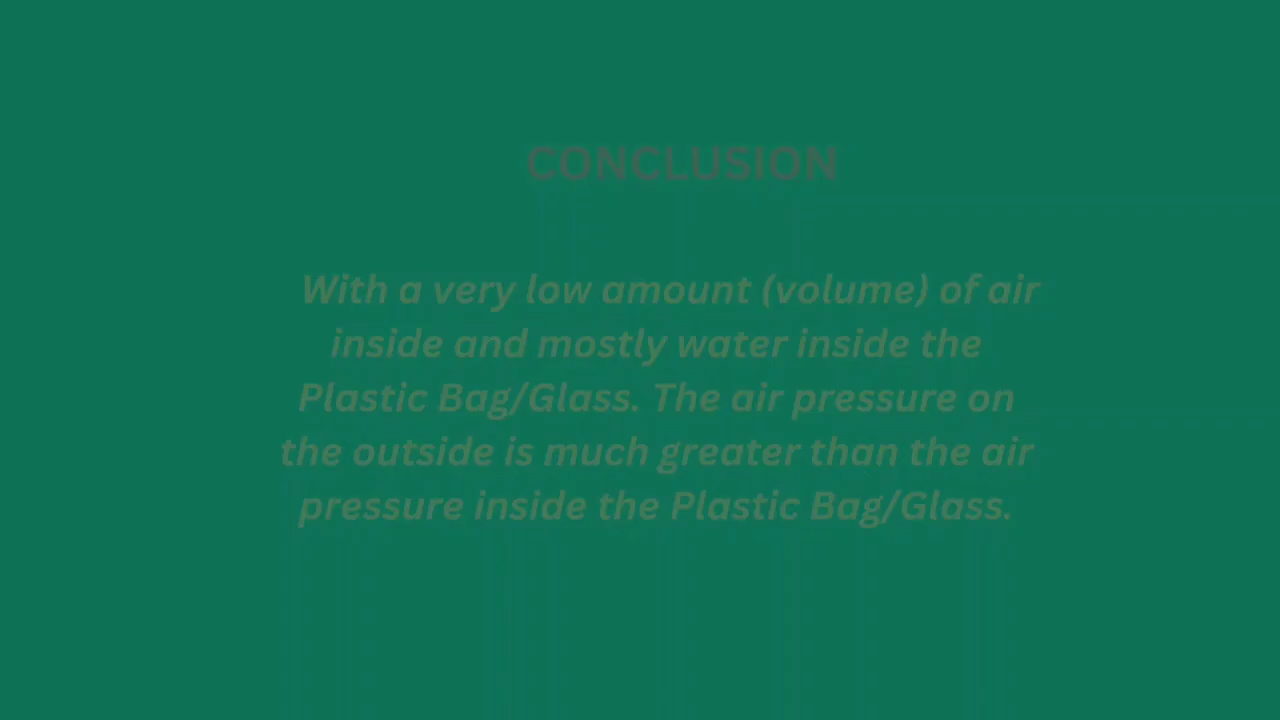 CONCLUSION
With a very low amount (volume) of air
inside and mostly water inside the
Plastic Bag/Glass. The air pressure on
the outside is much greater than the air
pressure inside the Plastic Bag/Glass.